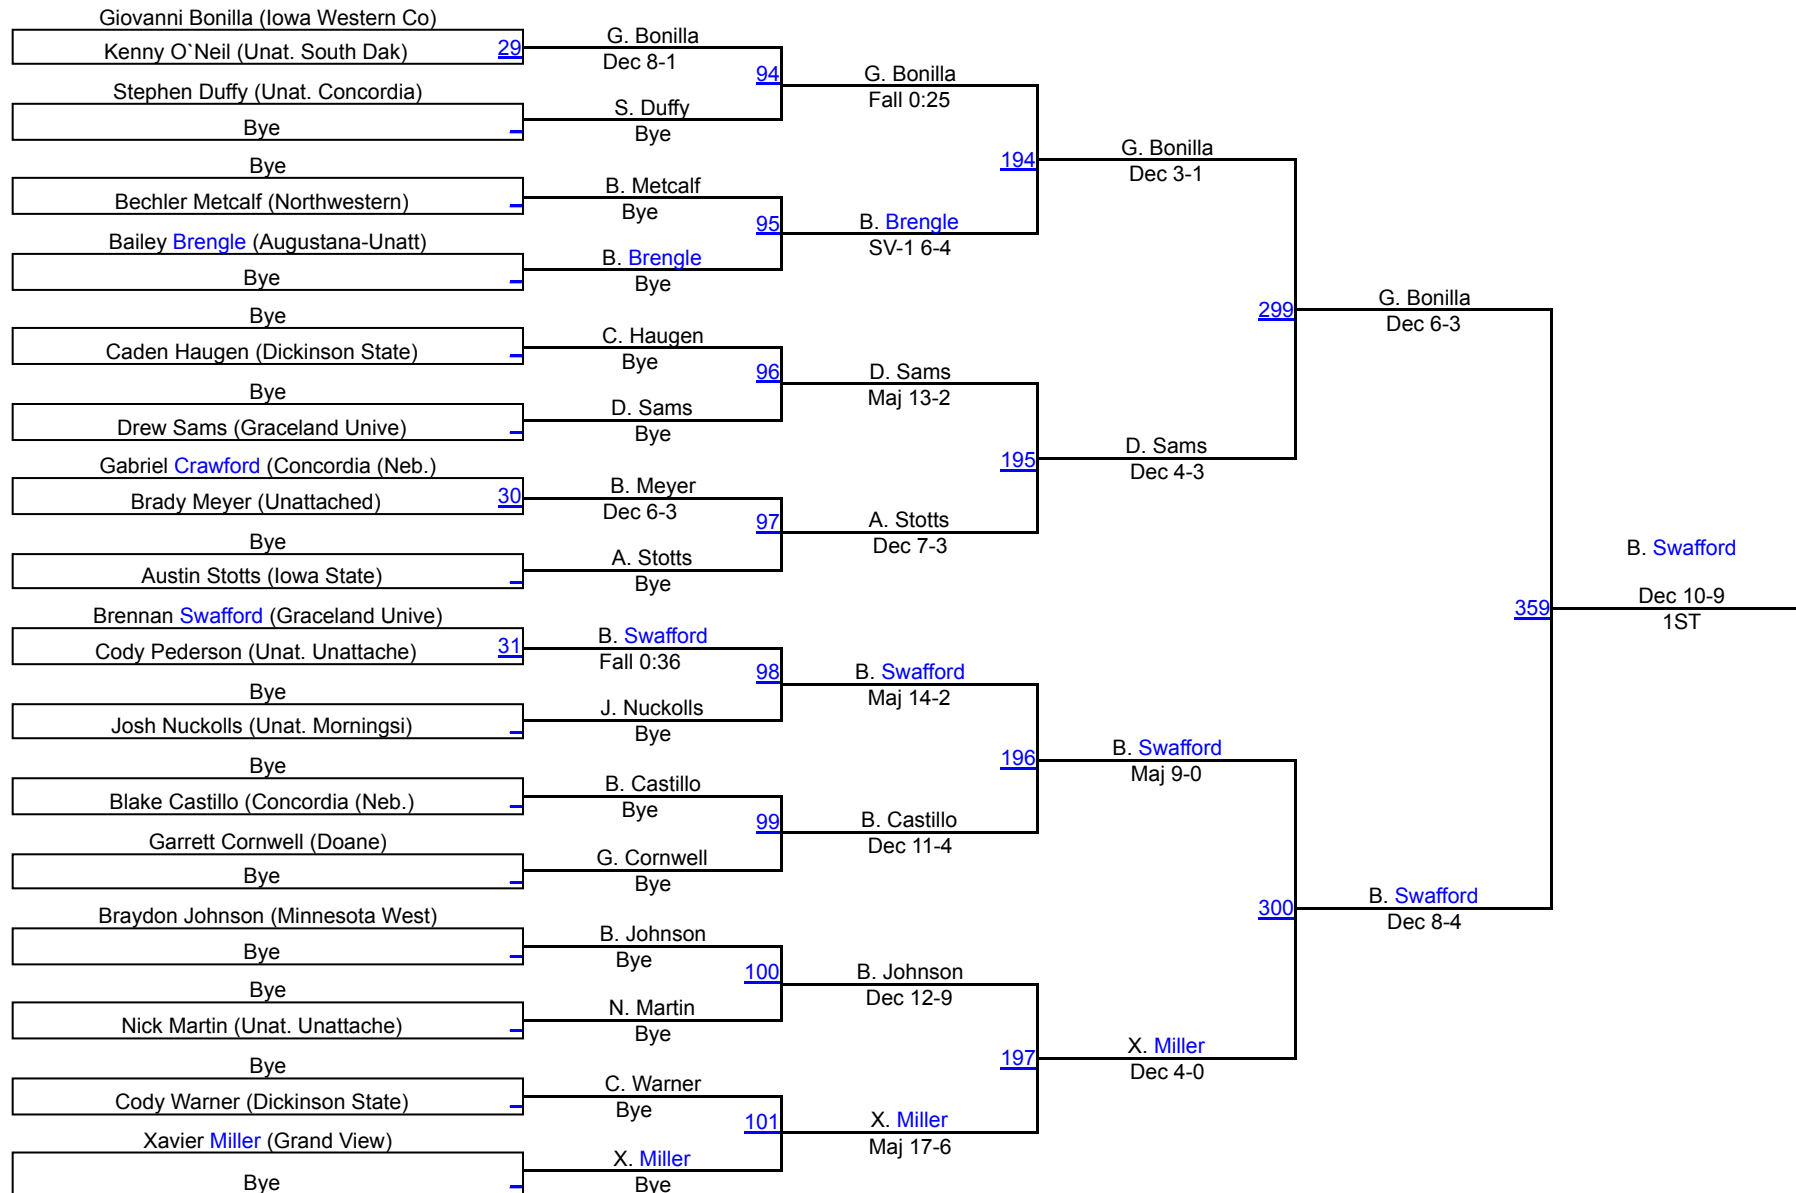 Giovanni Bonilla (Iowa Western Co)
Kenny O`Neil (Unat. South Dak) 29
Stephen Duffy (Unat. Concordia)
Bye
Bye
Bechler Metcalf (Northwestern)
Bailey Brengle (Augustana-Unatt)
Bye
Bye
Caden Haugen (Dickinson State)
Bye
Drew Sams (Graceland Unive)
Gabriel Crawford (Concordia (Neb.)
Brady Meyer (Unattached) 30
Bye
Austin Stotts (Iowa State)
Brennan Swafford (Graceland Unive)
Cody Pederson (Unat. Unattache) 31
Bye
Josh Nuckolls (Unat. Morningsi)
Bye
Blake Castillo (Concordia (Neb.)
Garrett Cornwell (Doane)
Bye
Braydon Johnson (Minnesota West)
Bye
Bye
Nick Martin (Unat. Unattache)
Bye
Cody Warner (Dickinson State)
Xavier Miller (Grand View)
Bye
G. Bonilla
Dec 8-1
94
S. Duffy
Bye
B. Metcalf
Bye
95
B. Brengle
Bye
C. Haugen
Bye
96
D. Sams
Bye
B. Meyer
Dec 6-3
97
A. Stotts
Bye
B. Swafford
Fall 0:36
98
J. Nuckolls
Bye
B. Castillo
Bye
99
G. Cornwell
Bye
B. Johnson
Bye
100
N. Martin
Bye
C. Warner
Bye
101
X. Miller
Bye
G. Bonilla
Fall 0:25
194
B. Brengle
SV-1 6-4
D. Sams
Maj 13-2
195
A. Stotts
Dec 7-3
B. Swafford
Maj 14-2
196
B. Castillo
Dec 11-4
B. Johnson
Dec 12-9
197
X. Miller
Maj 17-6
G. Bonilla
Dec 3-1
299
D. Sams
Dec 4-3
B. Swafford
Maj 9-0
300
X. Miller
Dec 4-0
G. Bonilla
Dec 6-3
359
B. Swafford
Dec 8-4
B. Swafford
Dec 10-9
1ST